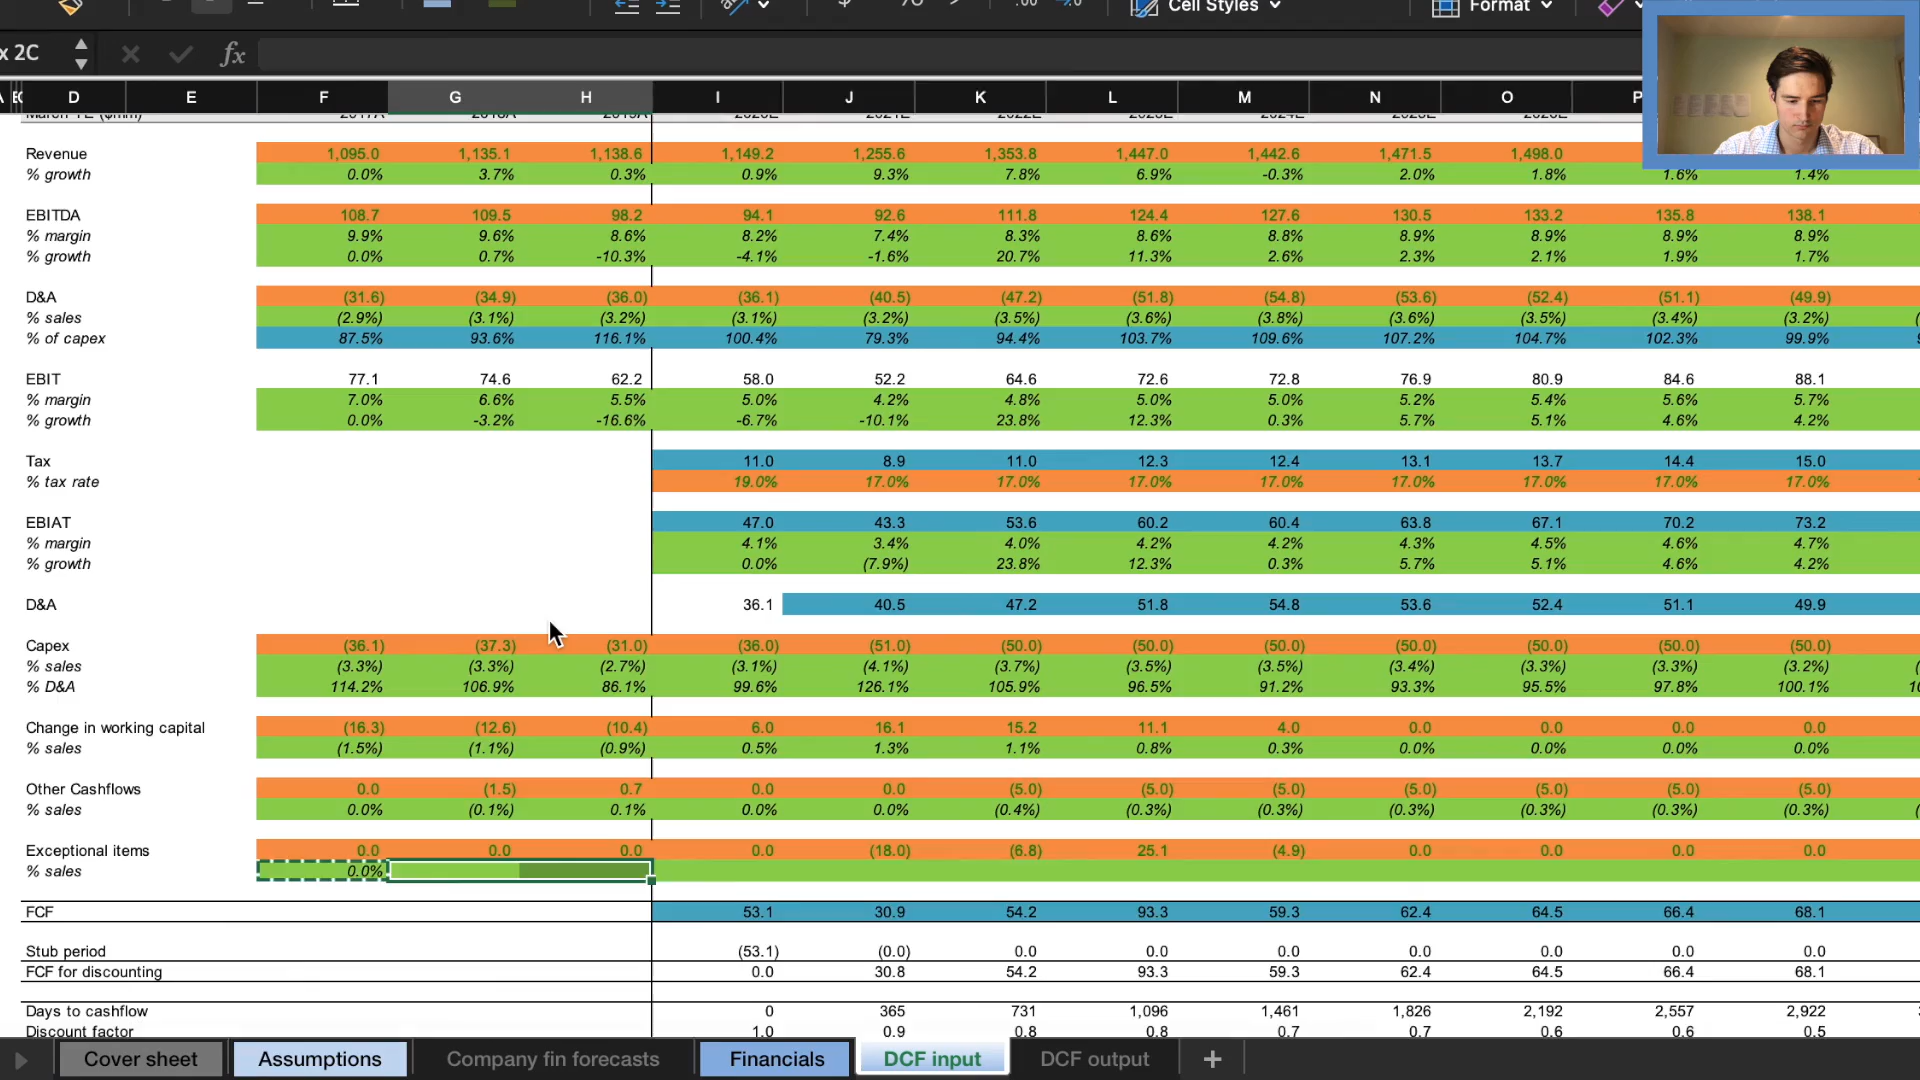 Cell Styles Format
x 2C fx
D E F G H I J K L M N O P
March YE ($mm) 2017A 2018A 2019A 2020E 2021E 2022E 2023E 2024E 2025E 2026E
Revenue 1,095.0 1,135.1 1,138.6 1,149.2 1,255.6 1,353.8 1,447.0 1,442.6 1,471.5 1,498.0
% growth 0.0% 3.7% 0.3% 0.9% 9.3% 7.8% 6.9% -0.3% 2.0% 1.8% 1.6% 1.4%
EBITDA 108.7 109.5 98.2 94.1 92.6 111.8 124.4 127.6 130.5 133.2 135.8 138.1
% margin 9.9% 9.6% 8.6% 8.2% 7.4% 8.3% 8.6% 8.8% 8.9% 8.9% 8.9% 8.9%
% growth 0.0% 0.7% -10.3% -4.1% -1.6% 20.7% 11.3% 2.6% 2.3% 2.1% 1.9% 1.7%
D&A (31.6) (34.9) (36.0) (36.1) (40.5) (47.2) (51.8) (54.8) (53.6) (52.4) (51.1) (49.9)
% sales (2.9%) (3.1%) (3.2%) (3.1%) (3.2%) (3.5%) (3.6%) (3.8%) (3.6%) (3.5%) (3.4%) (3.2%)
% of capex 87.5% 93.6% 116.1% 100.4% 79.3% 94.4% 103.7% 109.6% 107.2% 104.7% 102.3% 99.9%
EBIT 77.1 74.6 62.2 58.0 52.2 64.6 72.6 72.8 76.9 80.9 84.6 88.1
% margin 7.0% 6.6% 5.5% 5.0% 4.2% 4.8% 5.0% 5.0% 5.2% 5.4% 5.6% 5.7%
% growth 0.0% -3.2% -16.6% -6.7% -10.1% 23.8% 12.3% 0.3% 5.7% 5.1% 4.6% 4.2%
Tax 11.0 8.9 11.0 12.3 12.4 13.1 13.7 14.4 15.0
% tax rate 19.0% 17.0% 17.0% 17.0% 17.0% 17.0% 17.0% 17.0% 17.0%
EBIAT 47.0 43.3 53.6 60.2 60.4 63.8 67.1 70.2 73.2
% margin 4.1% 3.4% 4.0% 4.2% 4.2% 4.3% 4.5% 4.6% 4.7%
% growth 0.0% (7.9%) 23.8% 12.3% 0.3% 5.7% 5.1% 4.6% 4.2%
D&A 36.1 40.5 47.2 51.8 54.8 53.6 52.4 51.1 49.9
Capex (36.1) (37.3) (31.0) (36.0) (51.0) (50.0) (50.0) (50.0) (50.0) (50.0) (50.0) (50.0)
% sales (3.3%) (3.3%) (2.7%) (3.1%) (4.1%) (3.7%) (3.5%) (3.5%) (3.4%) (3.3%) (3.3%) (3.2%)
% D&A 114.2% 106.9% 86.1% 99.6% 126.1% 105.9% 96.5% 91.2% 93.3% 95.5% 97.8% 100.1%
Change in working capital (16.3) (12.6) (10.4) 6.0 16.1 15.2 11.1 4.0 0.0 0.0 0.0 0.0
% sales (1.5%) (1.1%) (0.9%) 0.5% 1.3% 1.1% 0.8% 0.3% 0.0% 0.0% 0.0% 0.0%
Other Cashflows 0.0 (1.5) 0.7 0.0 0.0 (5.0) (5.0) (5.0) (5.0) (5.0) (5.0) (5.0)
% sales 0.0% (0.1%) 0.1% 0.0% 0.0% (0.4%) (0.3%) (0.3%) (0.3%) (0.3%) (0.3%) (0.3%)
Exceptional items 0.0 0.0 0.0 0.0 (18.0) (6.8) 25.1 (4.9) 0.0 0.0 0.0 0.0
% sales 0.0%
FCF 53.1 30.9 54.2 93.3 59.3 62.4 64.5 66.4 68.1
Stub period (53.1) (0.0) 0.0 0.0 0.0 0.0 0.0 0.0 0.0
FCF for discounting 0.0 30.8 54.2 93.3 59.3 62.4 64.5 66.4 68.1
Days to cashflow 0 365 731 1,096 1,461 1,826 2,192 2,557 2,922
Discount factor 1.0 0.9 0.8 0.8 0.7 0.7 0.6 0.6 0.5
Cover sheet Assumptions Company fin forecasts Financials DCF input DCF output +